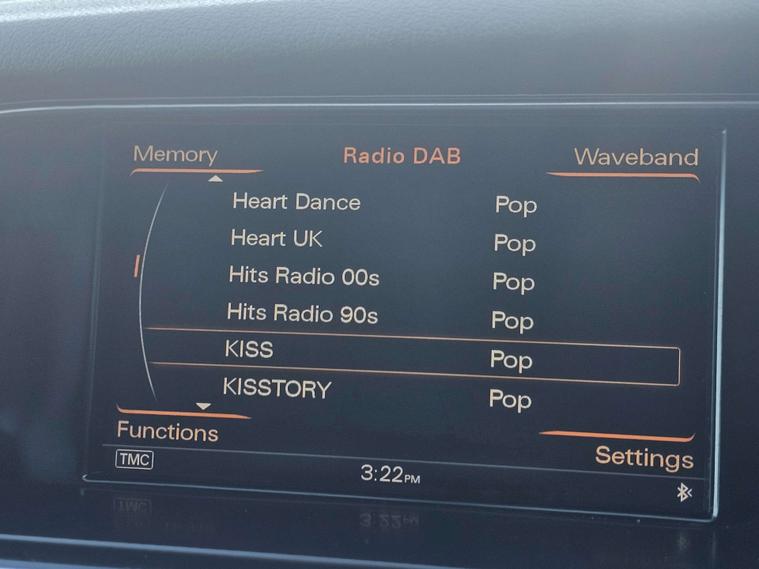 Memory Radio DAB Waveband
Heart Dance Pop
Heart UK Pop
Hits Radio 00s Pop
Hits Radio 90s Pop
KISS Pop
KISSTORY Pop
Functions Settings
TMC 3:22PM